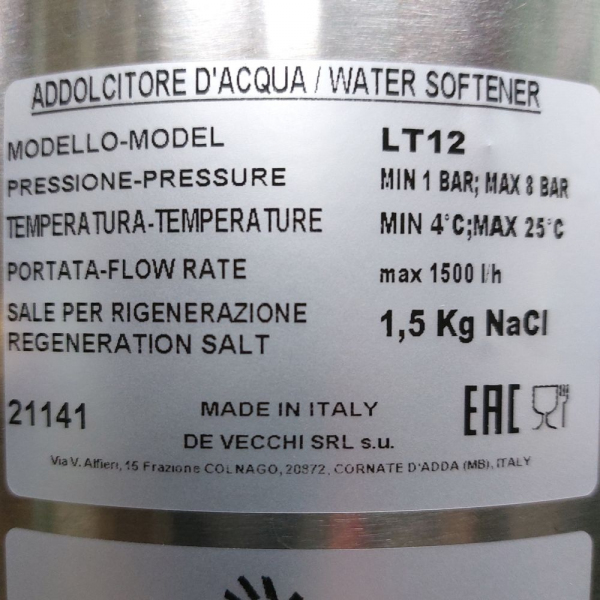 ADDOLCITORE D'ACQUA / WATER SOFTENER
MODELLO-MODEL LT12
PRESSIONE-PRESSURE MIN 1 BAR; MAX 8 BAR
TEMPERATURA-TEMPERATURE MIN 4°C;MAX 25°C
PORTATA-FLOW RATE max 1500 l/h
SALE PER RIGENERAZIONE
REGENERATION SALT 1,5 Kg NaCl
21141 MADE IN ITALY EAC
DE VECCHI SRL s.u.
Via V. Alfieri, 15 Frazione COLNAGO, 20872, CORNATE D'ADDA (MB), ITALY